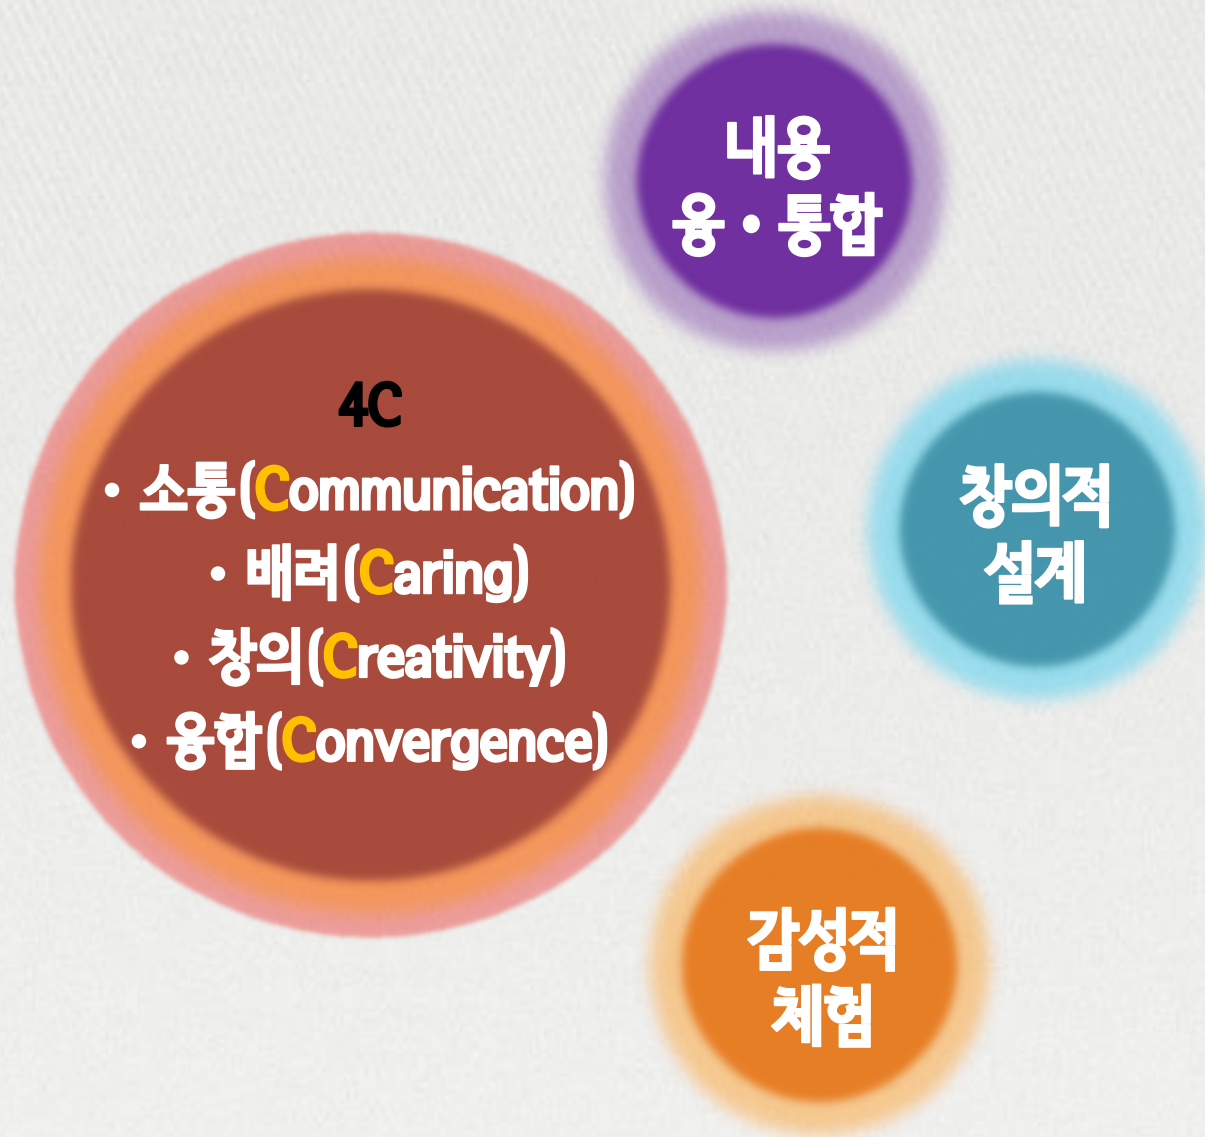 4C
• 소통(Communication)
• 배려(Caring)
• 창의(Creativity)
• 융합(Convergence)
내용
융・통합
창의적
설계
감성적
체험